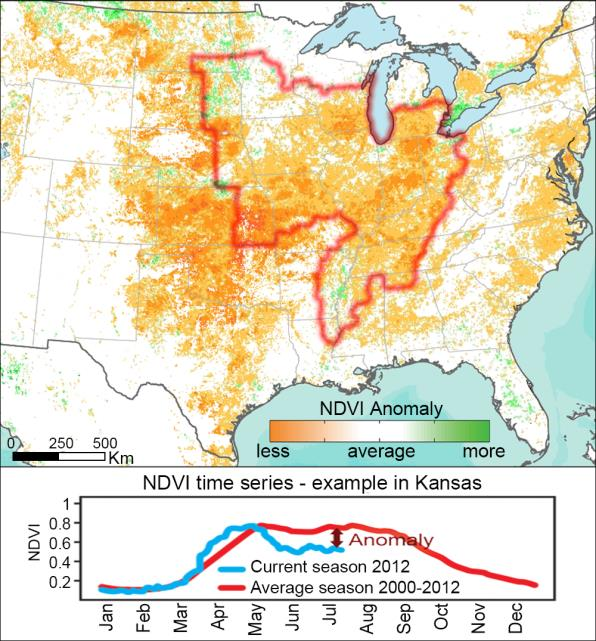 NDVI Anomaly
less average more
0 250 500
Km
NDVI time series - example in Kansas
NDVI
1
0.8
0.6
0.4
0.2
Anomaly
Current season 2012
Average season 2000-2012
Jan Feb Mar Apr May Jun Jul Aug Sep Oct Nov Dec